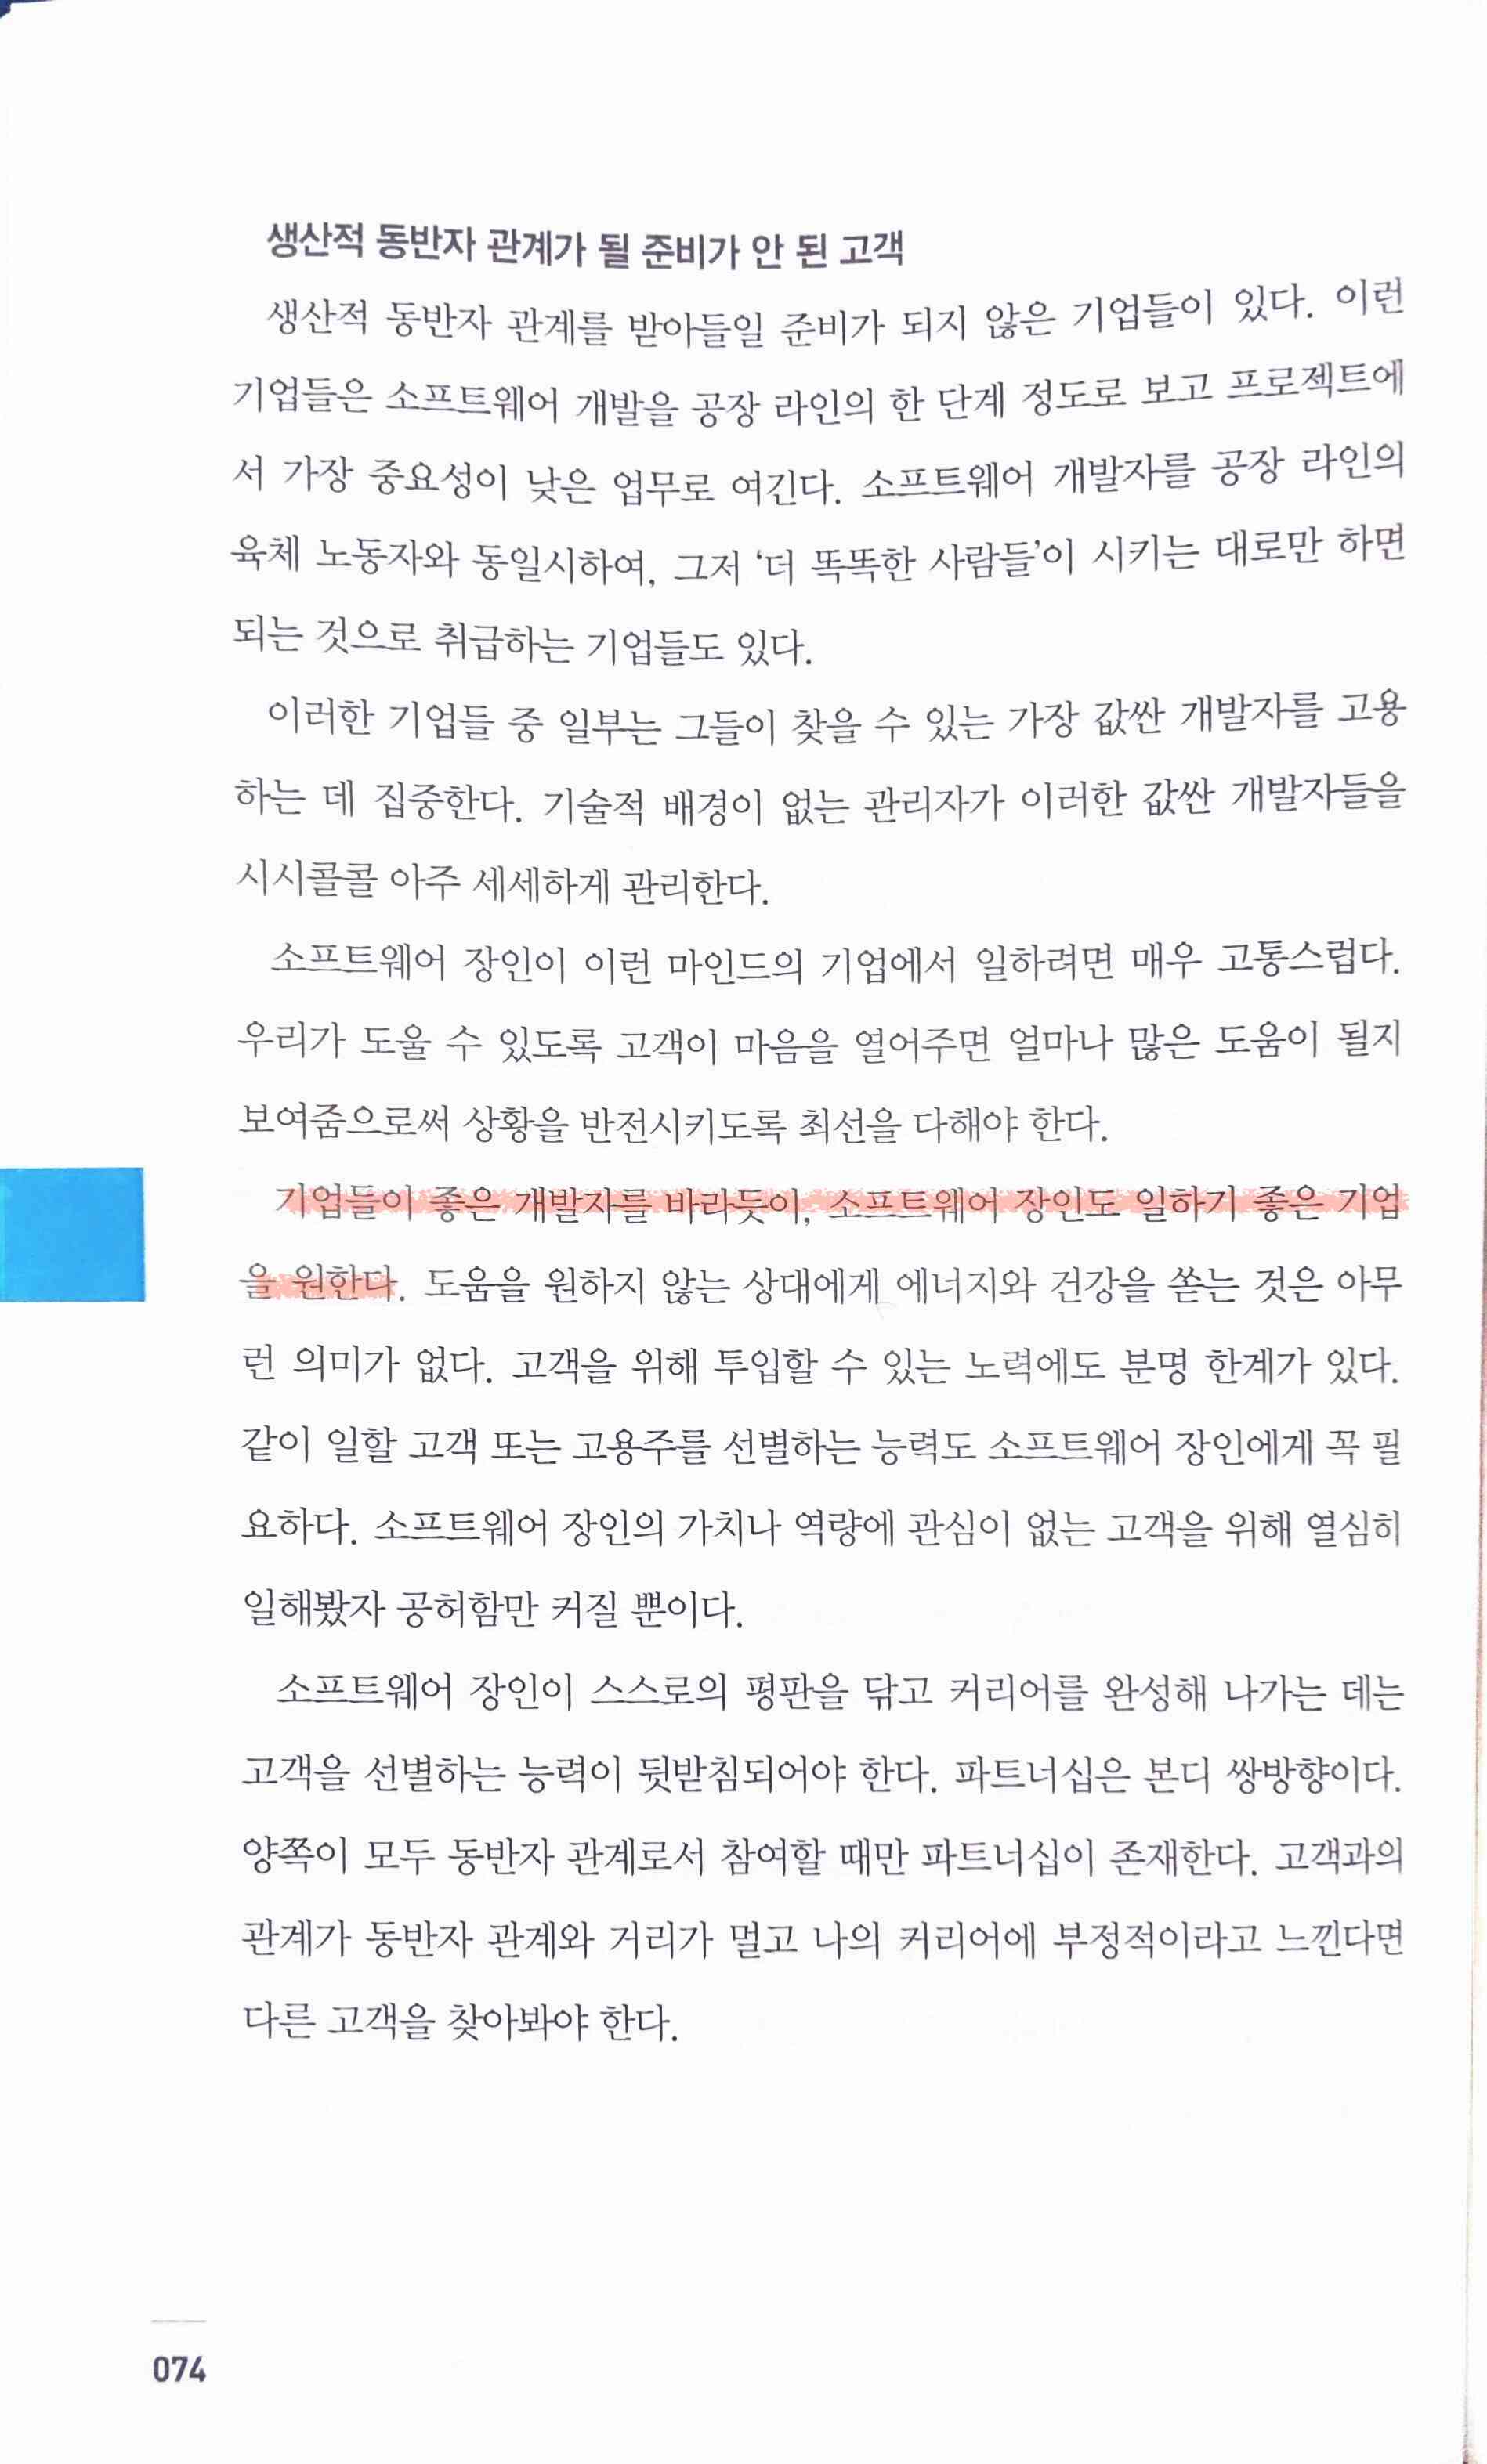 생산적 동반자 관계가 될 준비가 안 된 고객
생산적 동반자 관계를 받아들일 준비가 되지 않은 기업들이 있다. 이런
기업들은 소프트웨어 개발을 공장 라인의 한 단계 정도로 보고 프로젝트에
서 가장 중요성이 낮은 업무로 여긴다. 소프트웨어 개발자를 공장 라인의
육체 노동자와 동일시하여, 그저 ‘더 똑똑한 사람들’이 시키는 대로만 하면
되는 것으로 취급하는 기업들도 있다.
이러한 기업들 중 일부는 그들이 찾을 수 있는 가장 값싼 개발자를 고용
하는 데 집중한다. 기술적 배경이 없는 관리자가 이러한 값싼 개발자들을
시시콜콜 아주 세세하게 관리한다.
소프트웨어 장인이 이런 마인드의 기업에서 일하려면 매우 고통스럽다.
우리가 도울 수 있도록 고객이 마음을 열어주면 얼마나 많은 도움이 될지
보여줌으로써 상황을 반전시키도록 최선을 다해야 한다.
기업들이 좋은 개발자를 바라듯이, 소프트웨어 장인도 일하기 좋은 기업
을 원한다. 도움을 원하지 않는 상대에게 에너지와 건강을 쏟는 것은 아무
런 의미가 없다. 고객을 위해 투입할 수 있는 노력에도 분명 한계가 있다.
같이 일할 고객 또는 고용주를 선별하는 능력도 소프트웨어 장인에게 꼭 필
요하다. 소프트웨어 장인의 가치나 역량에 관심이 없는 고객을 위해 열심히
일해봤자 공허함만 커질 뿐이다.
소프트웨어 장인이 스스로의 평판을 닦고 커리어를 완성해 나가는 데는
고객을 선별하는 능력이 뒷받침되어야 한다. 파트너십은 본디 쌍방향이다.
양쪽이 모두 동반자 관계로서 참여할 때만 파트너십이 존재한다. 고객과의
관계가 동반자 관계와 거리가 멀고 나의 커리어에 부정적이라고 느낀다면
다른 고객을 찾아봐야 한다.
074